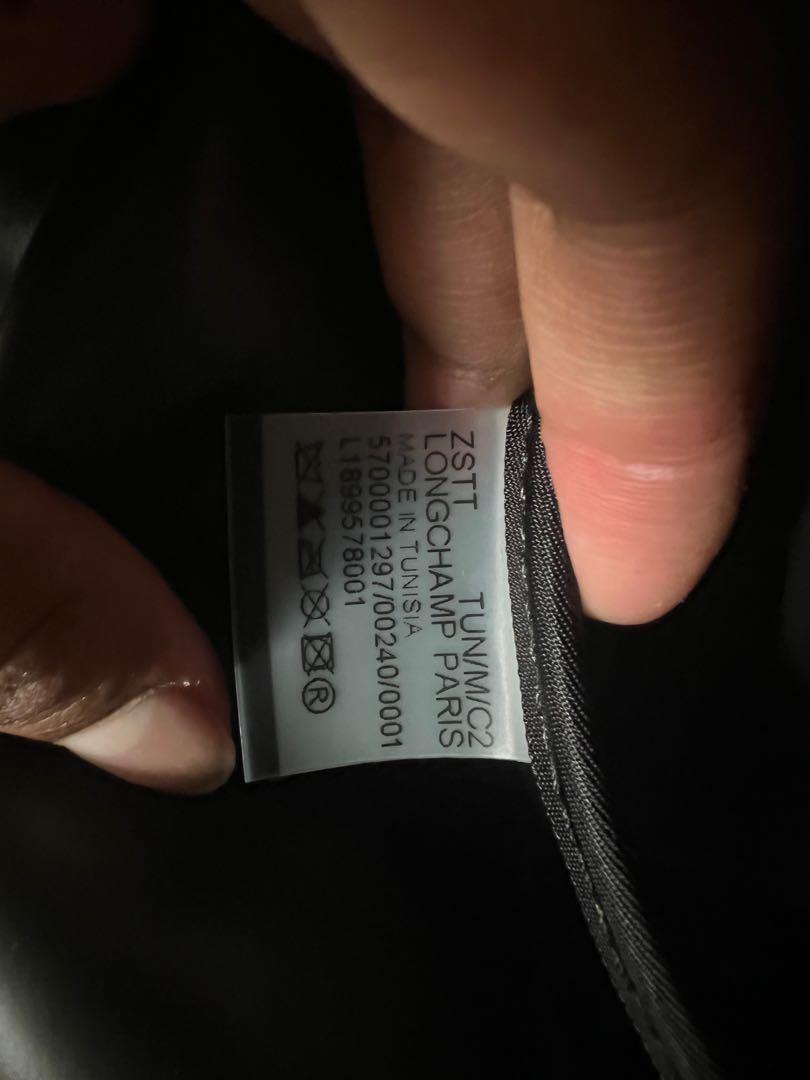 ZSTT TUN/M/C2
LONGCHAMP PARIS
MADE IN TUNISIA
5700001297/00240/0001
L1899578001
Ⓡ